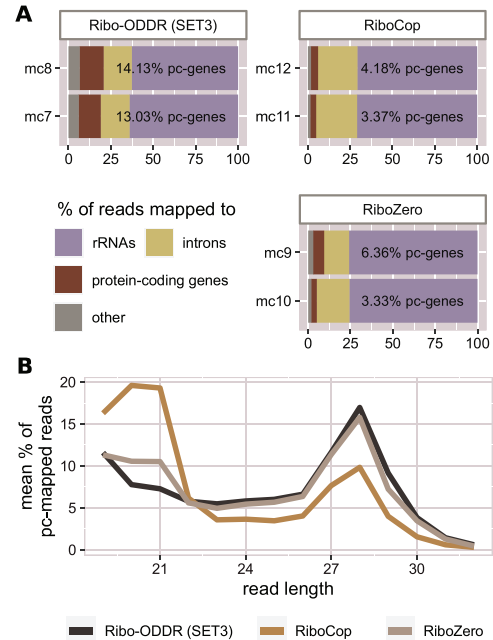 A
Ribo-ODDR (SET3)
RiboCop
mc8
14.13% pc-genes
mc7
13.03% pc-genes
0 25 50 75 100
mc12
4.18% pc-genes
mc11
3.37% pc-genes
0 25 50 75 100
% of reads mapped to
rRNAs
introns
protein-coding genes
other
RiboZero
mc9
6.36% pc-genes
mc10
3.33% pc-genes
0 25 50 75 100
B
mean % of
pc-mapped reads
20
15
10
5
0
21 24 27 30
read length
Ribo-ODDR (SET3) RiboCop RiboZero